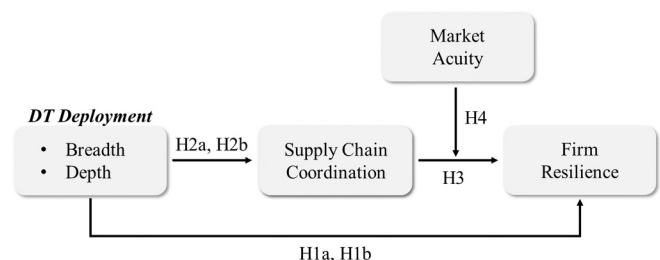 Market
Acuity
DT Deployment
• Breadth
• Depth
H2a, H2b
Supply Chain
Coordination
H4
H3
Firm
Resilience
H1a, H1b